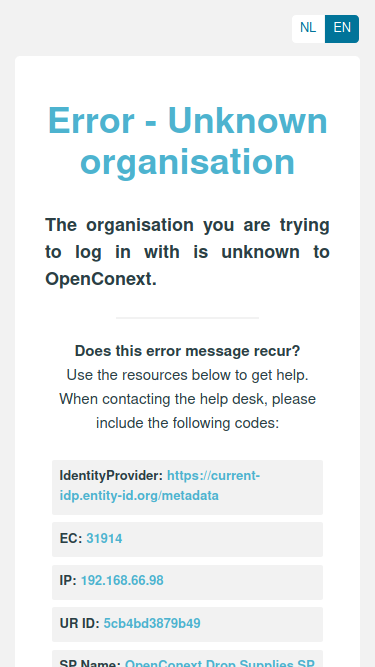 NL EN
Error - Unknown
organisation
The organisation you are trying
to log in with is unknown to
OpenConext.
Does this error message recur?
Use the resources below to get help.
When contacting the help desk, please
include the following codes:
IdentityProvider: https://current-
idp.entity-id.org/metadata
EC: 31914
IP: 192.168.66.98
UR ID: 5cb4bd3879b49
SP Name: OpenConext Drop Supplies SP